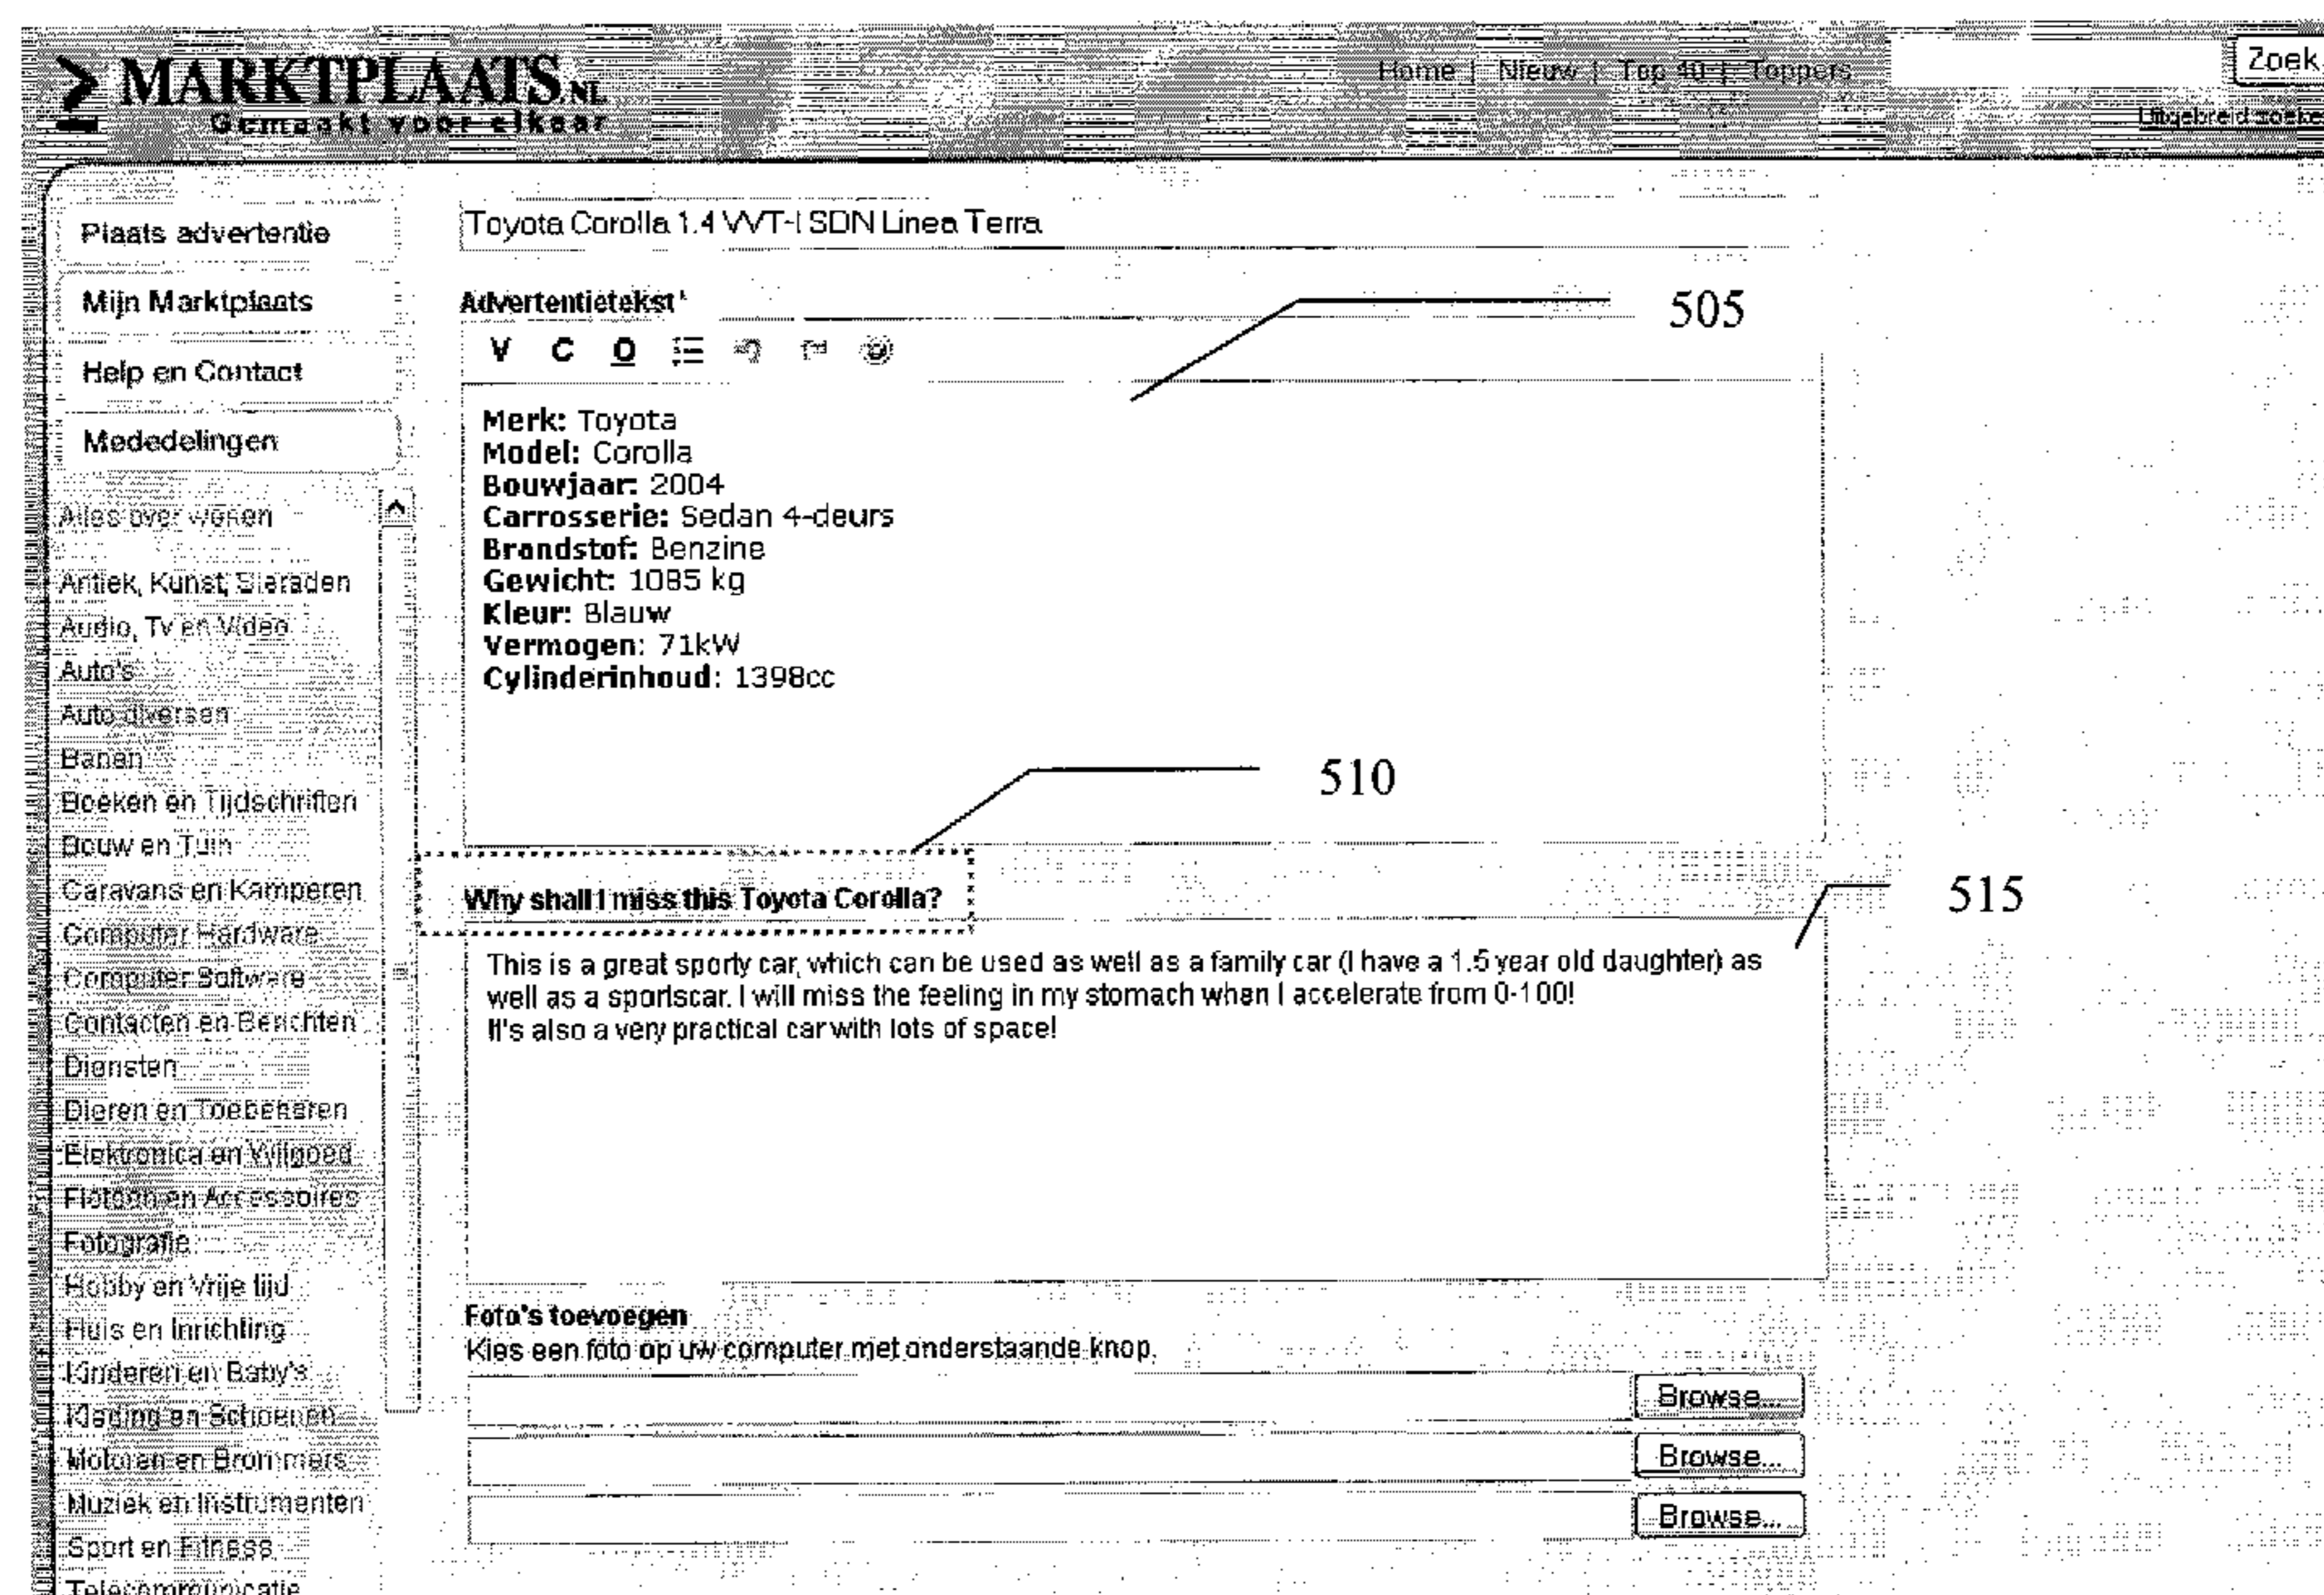 MARKTPLAATS.NL
Gemaakt voor elkaar
Home | Nieuw | Top 40 | Toppers
Zoek
Uitgebreid zoeken
Plaats advertentie
Mijn Marktplaats
Help en Contact
Mededelingen
Alles over wonen
Antiek, Kunst, Sieraden
Audio, Tv en Video
Auto's
Auto diversen
Banen
Boeken en Tijdschriften
Bouw en Tuin
Caravans en Kamperen
Computer Hardware
Computer Software
Contacten en Berichten
Diensten
Dieren en Toebehoren
Elektronica en Witgoed
Fietsen en Accessoires
Fotografie
Hobby en Vrije tijd
Huis en Inrichting
Kinderen en Baby's
Kleding en Schoenen
Motoren en Brommers
Muziek en Instrumenten
Sport en Fitness
Telecommunicatie
Toyota Corolla 1.4 VVT-I SDN Linea Terra
Advertentietekst*
505
V C O
Merk: Toyota
Model: Corolla
Bouwjaar: 2004
Carrosserie: Sedan 4-deurs
Brandstof: Benzine
Gewicht: 1085 kg
Kleur: Blauw
Vermogen: 71kW
Cylinderinhoud: 1398cc
510
Why shall I miss this Toyota Corolla?
515
This is a great sporty car, which can be used as well as a family car (I have a 1.5 year old daughter) as
well as a sportscar. I will miss the feeling in my stomach when I accelerate from 0-100!
It's also a very practical car with lots of space!
Foto's toevoegen
Kies een foto op uw computer met onderstaande knop.
Browse...
Browse...
Browse...